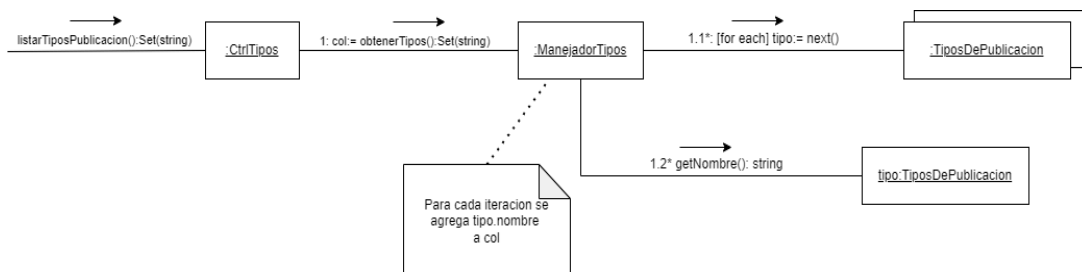 listarTiposPublicacion():Set(string)
:CtrlTipos
1: col:= obtenerTipos():Set(string)
:ManejadorTipos
1.1*: [for each] tipo:= next()
:TiposDePublicacion
1.2* getNombre(): string
tipo:TiposDePublicacion
Para cada iteracion se
agrega tipo.nombre
a col